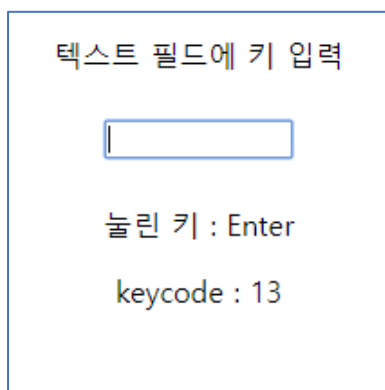 텍스트 필드에 키 입력
눌린 키 : Enter
keycode : 13